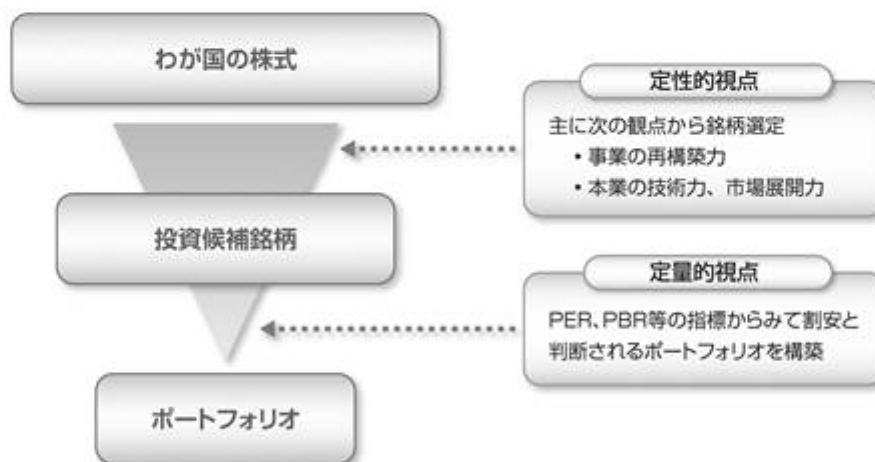 わが国の株式
定性的視点
主に次の観点から銘柄選定
・事業の再構築力
・本業の技術力、市場展開力
投資候補銘柄
定量的視点
PER、PBR等の指標からみて割安と
判断されるポートフォリオを構築
ポートフォリオ